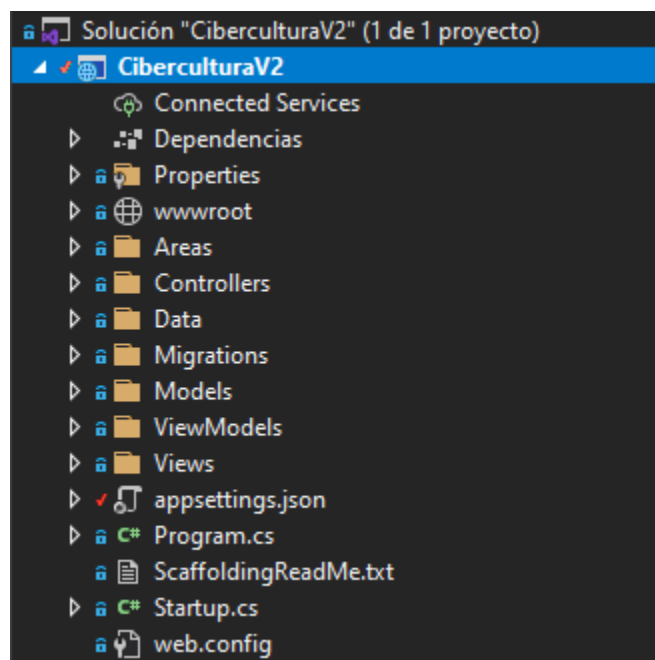 Solución "CiberculturaV2" (1 de 1 proyecto)
CiberculturaV2
Connected Services
Dependencias
Properties
wwwroot
Areas
Controllers
Data
Migrations
Models
ViewModels
Views
appsettings.json
C# Program.cs
ScaffoldingReadMe.txt
C# Startup.cs
web.config